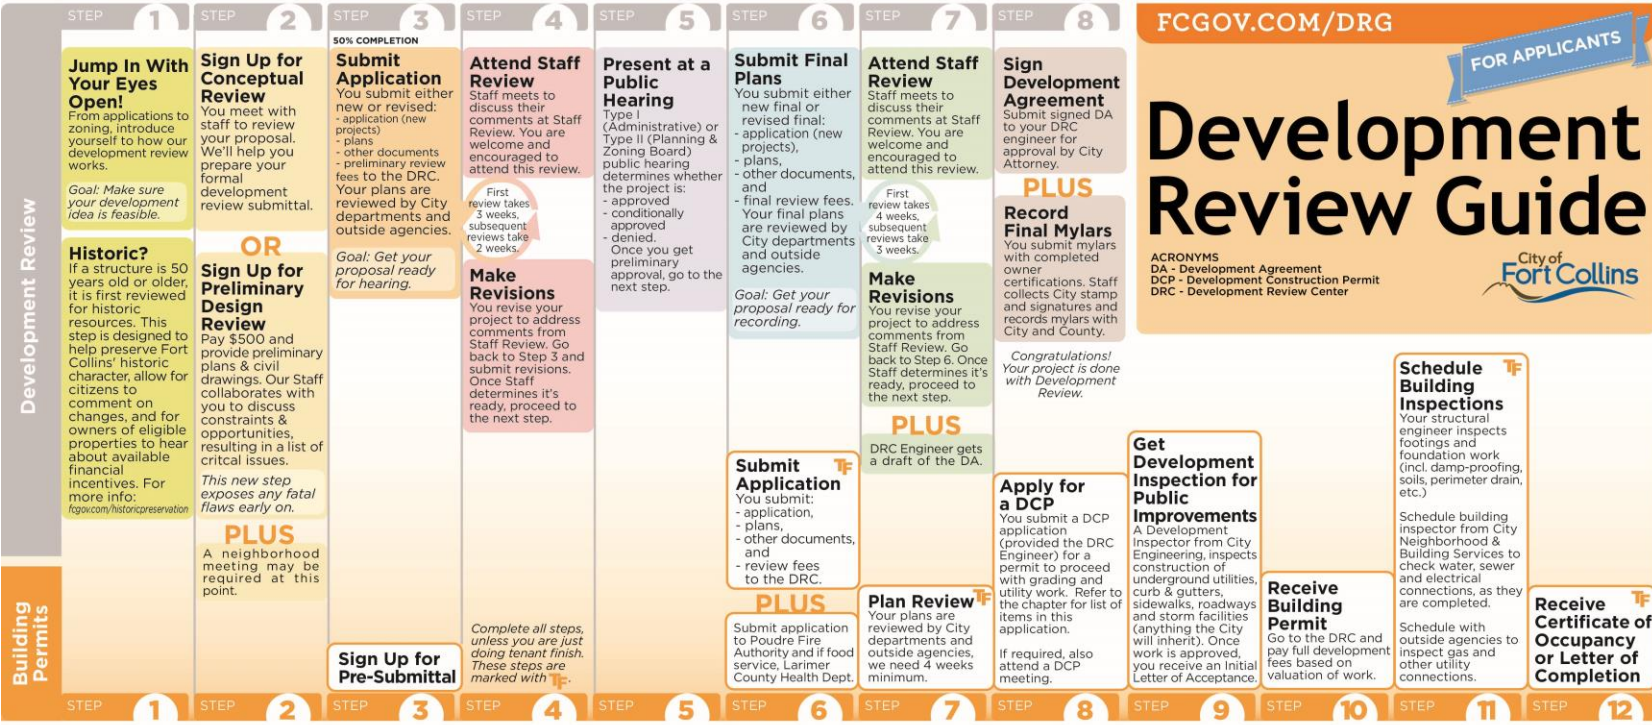 STEP 1
STEP 2
STEP 3
STEP 4
STEP 5
STEP 6
STEP 7
STEP 8
FCGOV.COM/DRG
FOR APPLICANTS
Development
Review Guide
ACRONYMS
DA - Development Agreement
DCP - Development Construction Permit
DRC - Development Review Center
City of
Fort Collins
Development Review
Jump In With
Your Eyes
Open!
From applications to
zoning, introduce
yourself to how our
development review
works.
Goal: Make sure
your development
idea is feasible.
Historic?
If a structure is 50
years old or older,
it is first reviewed
for historic
resources. This
step is designed to
help preserve Fort
Collins' historic
character, allow for
citizens to
comment on
changes, and for
owners of eligible
properties to hear
about available
financial
incentives. For
more info:
fcgov.com/historicpreservation
Sign Up for
Conceptual
Review
You meet with
staff to review
your proposal.
We'll help you
prepare your
formal
development
review submittal.
OR
Sign Up for
Preliminary
Design
Review
Pay $500 and
provide preliminary
plans & civil
drawings. Our Staff
collaborates with
you to discuss
constraints &
opportunities,
resulting in a list of
critcal issues.
This new step
exposes any fatal
flaws early on.
PLUS
A neighborhood
meeting may be
required at this
point.
50% COMPLETION
Submit
Application
You submit either
new or revised:
- application (new
projects)
- plans
- other documents
- preliminary review
fees to the DRC.
Your plans are
reviewed by City
departments and
outside agencies.
Goal: Get your
proposal ready
for hearing.
Attend Staff
Review
Staff meets to
discuss their
comments at Staff
Review. You are
welcome and
encouraged to
attend this review.
First
review takes
3 weeks,
subsequent
reviews take
2 weeks.
Make
Revisions
You revise your
project to address
comments from
Staff Review. Go
back to Step 3 and
submit revisions.
Once Staff
determines it's
ready, proceed to
the next step.
Present at a
Public
Hearing
Type I
(Administrative) or
Type II (Planning &
Zoning Board)
public hearing
determines whether
the project is:
- approved
- conditionally
approved
- denied.
Once you get
preliminary
approval, go to the
next step.
Submit Final
Plans
You submit either
new final or
revised final:
- application (new
projects),
- plans,
- other documents,
and
- final review fees.
Your final plans
are reviewed by
City departments
and outside
agencies.
Goal: Get your
proposal ready for
recording.
Attend Staff
Review
Staff meets to
discuss their
comments at Staff
Review. You are
welcome and
encouraged to
attend this review.
First
review takes
4 weeks,
subsequent
reviews take
3 weeks.
Make
Revisions
You revise your
project to address
comments from
Staff Review. Go
back to Step 6. Once
Staff determines it's
ready, proceed to
the next step.
PLUS
DRC Engineer gets
a draft of the DA.
Sign
Development
Agreement
Submit signed DA
to your DRC
engineer for
approval by City
Attorney.
PLUS
Record
Final Mylars
You submit mylars
with completed
owner
certifications. Staff
collects City stamp
and signatures and
records mylars with
City and County.
Congratulations!
Your project is done
with Development
Review.
Building
Permits
Sign Up for
Pre-Submittal
Complete all steps,
unless you are just
doing tenant finish.
These steps are
marked with TF.
Submit TF
Application
You submit:
- application,
- plans,
- other documents,
and
- review fees
to the DRC.
PLUS
Submit application
to Poudre Fire
Authority and if food
service, Larimer
County Health Dept.
Plan Review TF
Your plans are
reviewed by City
departments and
outside agencies,
we need 4 weeks
minimum.
Apply for
a DCP
You submit a DCP
application
(provided the DRC
Engineer) for a
permit to proceed
with grading and
utility work. Refer to
the chapter for list of
items in this
application.
If required, also
attend a DCP
meeting.
Get
Development
Inspection for
Public
Improvements
A Development
Inspector from City
Engineering, inspects
construction of
underground utilities,
curb & gutters,
sidewalks, roadways
and storm facilities
(anything the City
will inherit). Once
work is approved,
you receive an Initial
Letter of Acceptance.
Receive
Building
Permit
Go to the DRC and
pay full development
fees based on
valuation of work.
Schedule TF
Building
Inspections
Your structural
engineer inspects
footings and
foundation work
(incl. damp-proofing,
soils, perimeter drain,
etc.)
Schedule building
inspector from City
Neighborhood &
Building Services to
check water, sewer
and electrical
connections, as they
are completed.
Schedule with
outside agencies to
inspect gas and
other utility
connections.
Receive TF
Certificate of
Occupancy
or Letter of
Completion
STEP 1
STEP 2
STEP 3
STEP 4
STEP 5
STEP 6
STEP 7
STEP 8
STEP 9
STEP 10
STEP 11
STEP 12